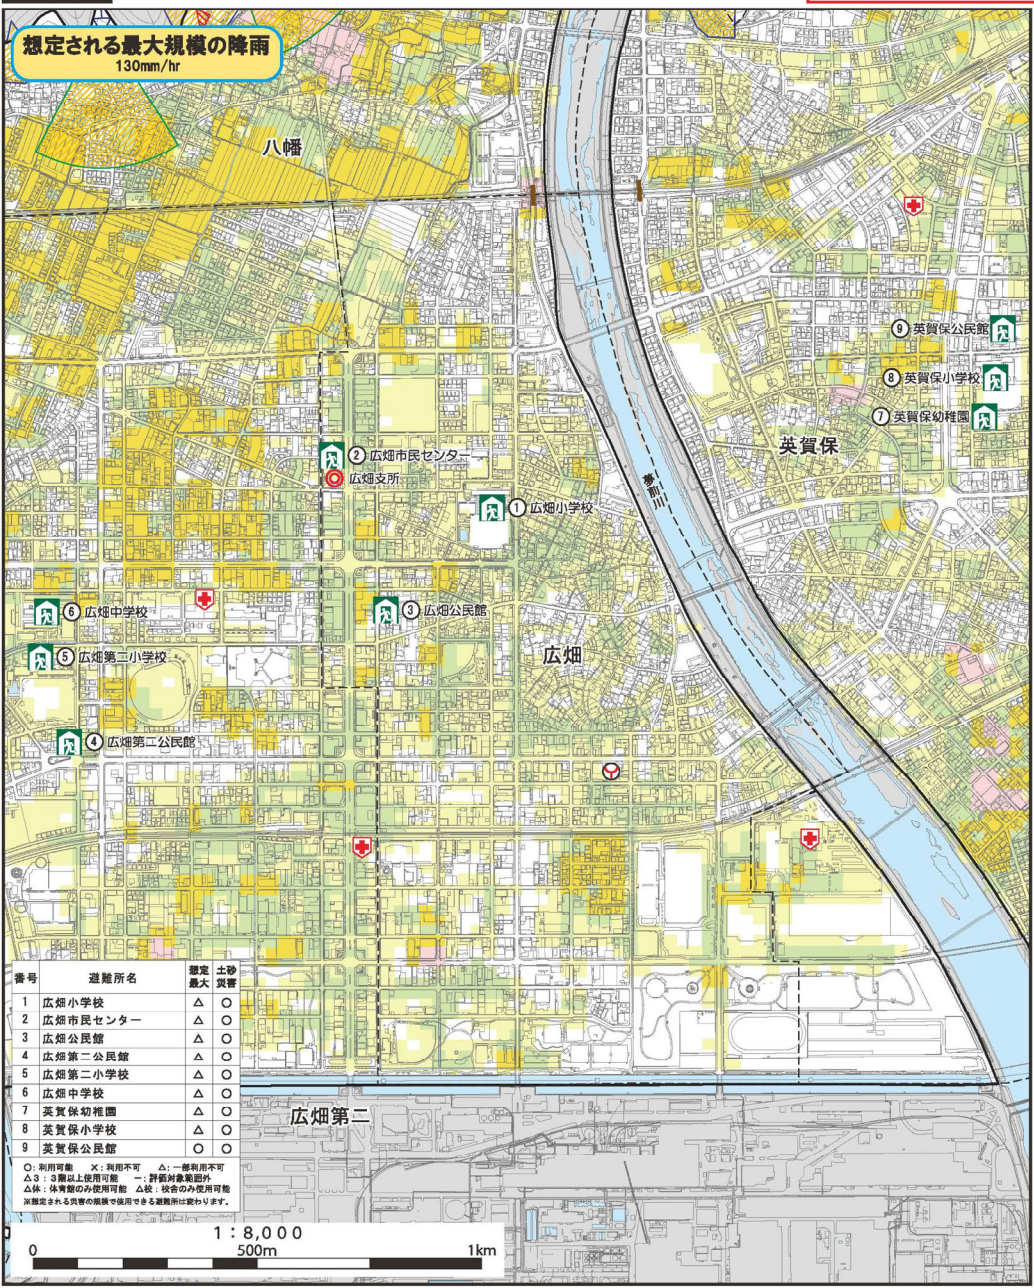 想定される最大規模の降雨
130mm/hr
八幡
⑨ 英賀保公民館
⑧ 英賀保小学校
⑦ 英賀保幼稚園
英賀保
② 広畑市民センター
広畑支所
① 広畑小学校
夢前川
⑥ 広畑中学校
③ 広畑公民館
⑤ 広畑第二小学校
広畑
④ 広畑第二公民館
番号 避難所名 想定最大 土砂災害
1 広畑小学校 △ ○
2 広畑市民センター △ ○
3 広畑公民館 △ ○
4 広畑第二公民館 △ ○
5 広畑第二小学校 △ ○
6 広畑中学校 △ ○
7 英賀保幼稚園 △ ○
8 英賀保小学校 △ ○
9 英賀保公民館 ○ ○
○:利用可能 ×:利用不可 △:一部利用不可
△3:3階以上使用可能 ー:評価対象範囲外
△体:体育館のみ使用可能 △校:校舎のみ使用可能
※想定される災害の規模で使用できる避難所は変わります。
広畑第二
1:8,000
0 500m 1km